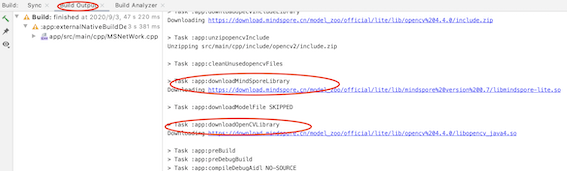 Build: Sync × Build Output × Build Analyzer ×
Build: finished at 2020/9/3, 47 s 220 ms
:app:externalNativeBuildDe 3 s 381 ms
app/src/main/cpp/MSNetWork.cpp
> Task :app:downloadOpencvIncludeLibrary
Downloading https://download.mindspore.cn/model_zoo/official/lite/lib/opencv%204.4.0/include.zip
> Task :app:unzipopencvInclude
Unzipping src/main/cpp/include/opencv2/include.zip
> Task :app:cleanUnusedopencvFiles
> Task :app:downloadMindSporeLibrary
Downloading https://download.mindspore.cn/model_zoo/official/lite/lib/mindspore%20version%200.7/libmindspore-lite.so
> Task :app:downloadModelFile SKIPPED
> Task :app:downloadOpenCVLibrary
Downloading https://download.mindspore.cn/model_zoo/official/lite/lib/opencv%204.4.0/libopencv_java4.so
> Task :app:preBuild
> Task :app:preDebugBuild
> Task :app:compileDebugAidl NO-SOURCE